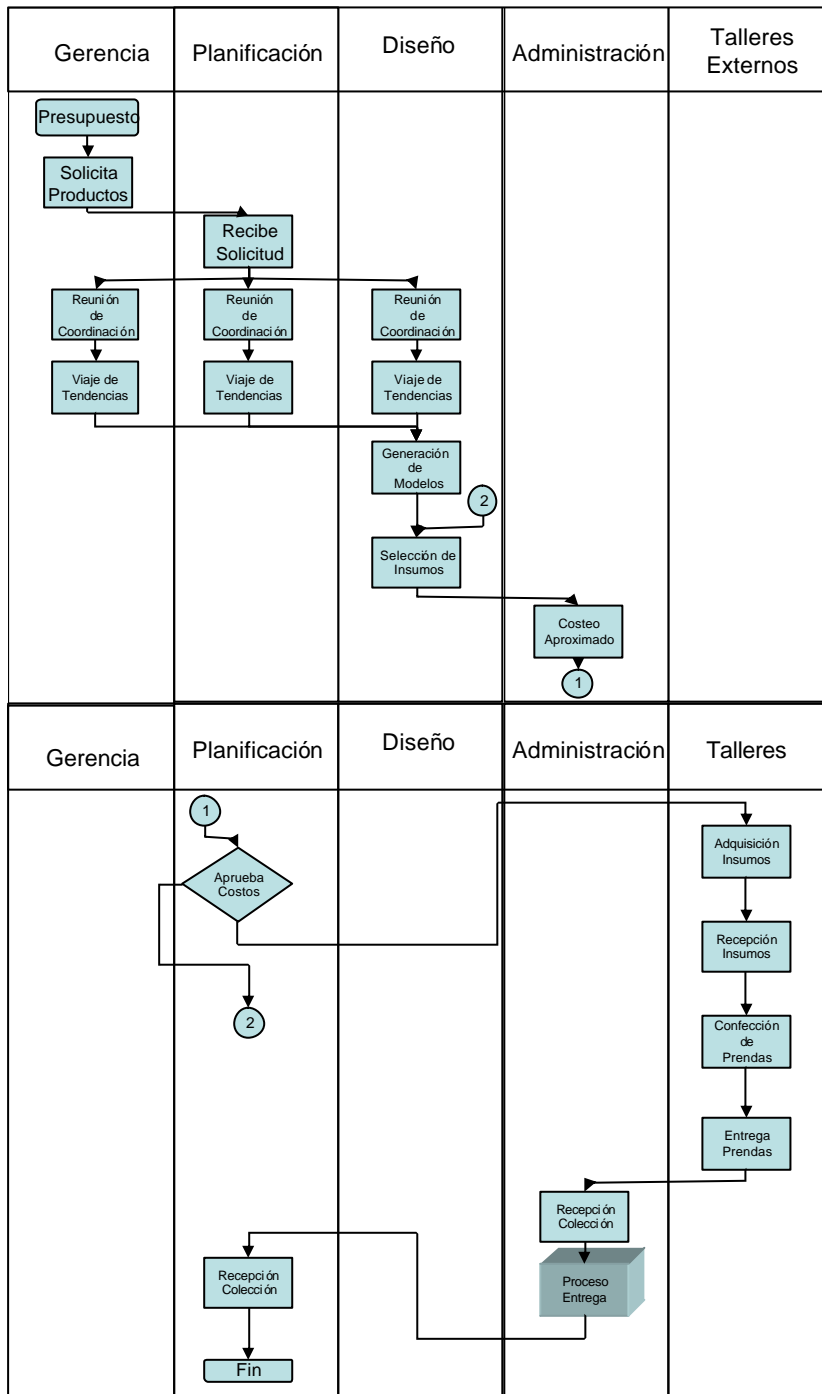 Gerencia
Planificación
Diseño
Administración
Talleres
Externos
Presupuesto
Solicita
Productos
Recibe
Solicitud
Reunión
de
Coordinación
Reunión
de
Coordinación
Reunión
de
Coordinación
Viaje de
Tendencias
Viaje de
Tendencias
Viaje de
Tendencias
Generación
de
Modelos
2
Selección de
Insumos
Costeo
Aproximado
1
Gerencia
Planificación
Diseño
Administración
Talleres
1
Aprueba
Costos
Adquisición
Insumos
Recepción
Insumos
2
Confección
de
Prendas
Entrega
Prendas
Recepción
Colección
Recepción
Colección
Proceso
Entrega
Fin